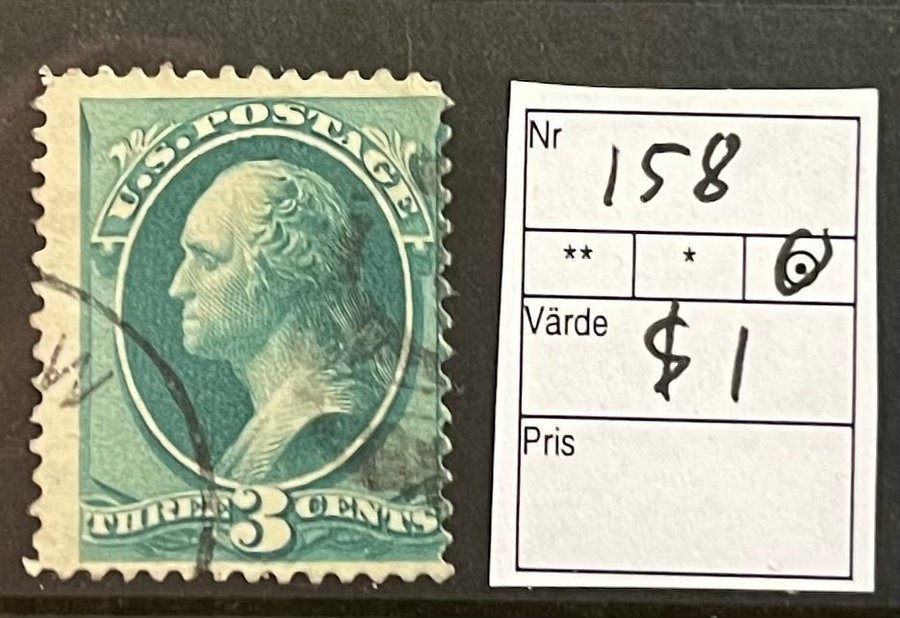 U.S. POSTAGE
THREE 3 CENTS
Nr 158
** * ⊙
Värde $1
Pris